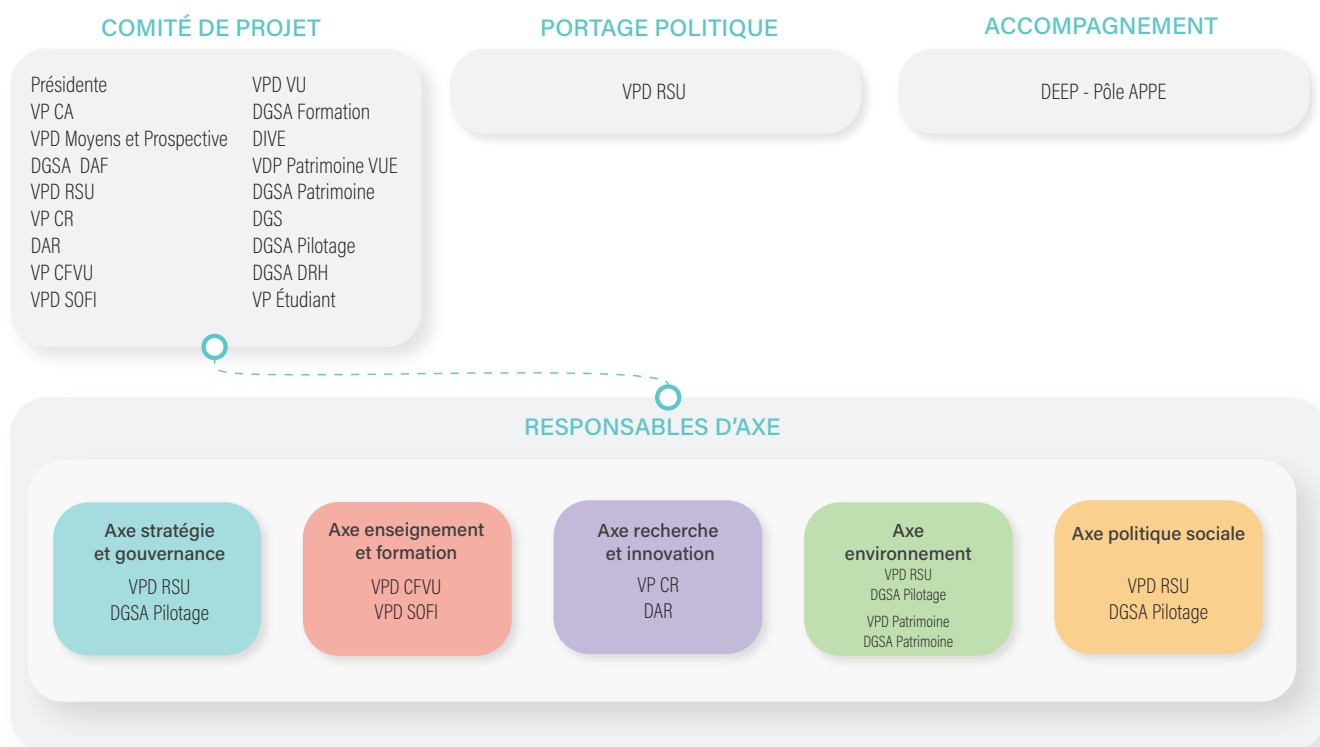 COMITÉ DE PROJET
Présidente
VP CA
VPD Moyens et Prospective
DGSA DAF
VPD RSU
VP CR
DAR
VP CFVU
VPD SOFI
VPD VU
DGSA Formation
DIVE
VDP Patrimoine VUE
DGSA Patrimoine
DGS
DGSA Pilotage
DGSA DRH
VP Étudiant
PORTAGE POLITIQUE
VPD RSU
ACCOMPAGNEMENT
DEEP - Pôle APPE
RESPONSABLES D'AXE
Axe stratégie
et gouvernance
VPD RSU
DGSA Pilotage
Axe enseignement
et formation
VPD CFVU
VPD SOFI
Axe recherche
et innovation
VP CR
DAR
Axe
environnement
VPD RSU
DGSA Pilotage
VPD Patrimoine
DGSA Patrimoine
Axe politique sociale
VPD RSU
DGSA Pilotage